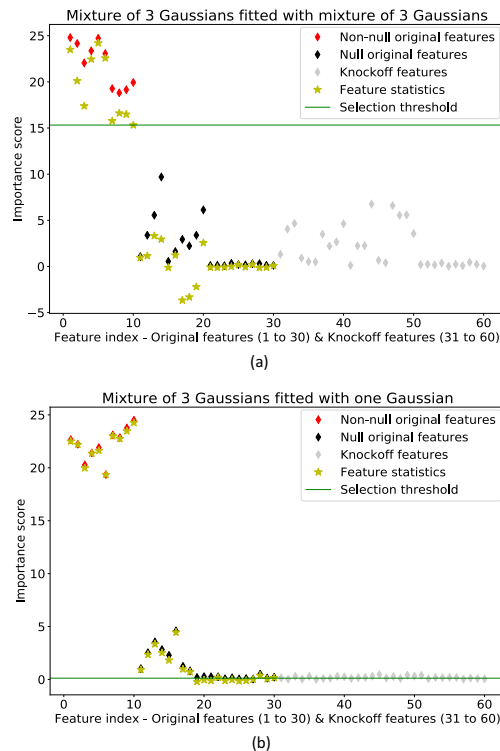 Mixture of 3 Gaussians fitted with mixture of 3 Gaussians
25
20
15
10
5
0
−5
Importance score
Non-null original features
Null original features
Knockoff features
Feature statistics
Selection threshold
0 10 20 30 40 50 60
Feature index - Original features (1 to 30) & Knockoff features (31 to 60)
(a)
Mixture of 3 Gaussians fitted with one Gaussian
25
20
15
10
5
0
Importance score
Non-null original features
Null original features
Knockoff features
Feature statistics
Selection threshold
0 10 20 30 40 50 60
Feature index - Original features (1 to 30) & Knockoff features (31 to 60)
(b)